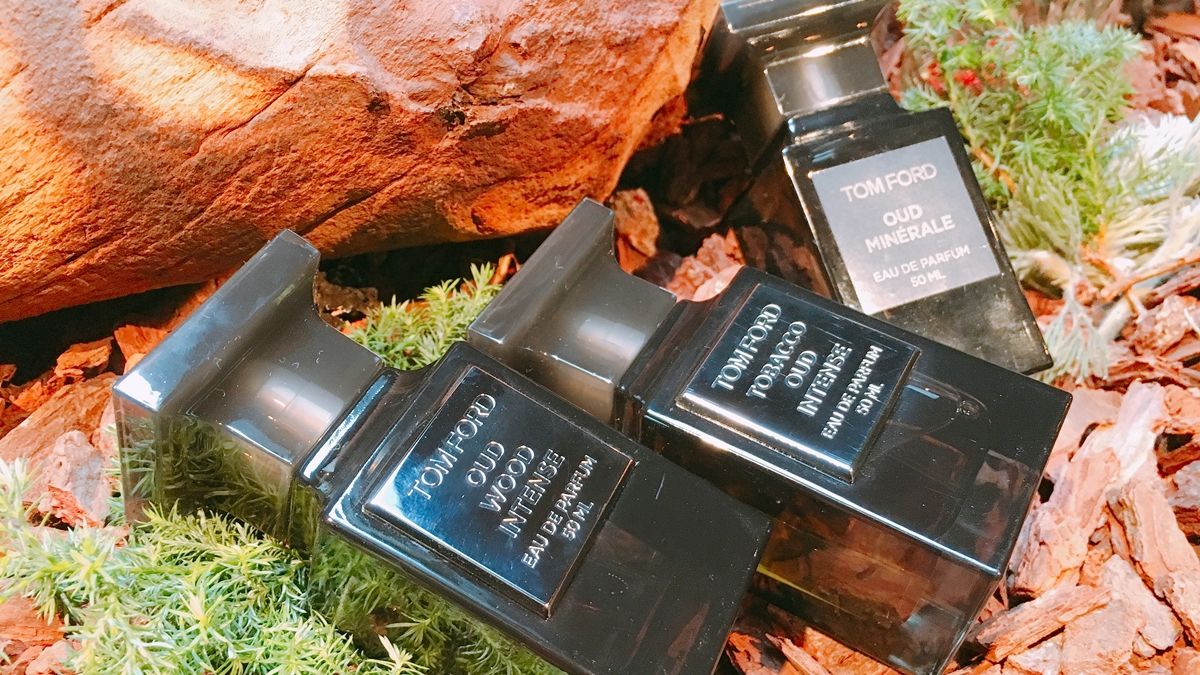 TOM FORD
OUD
WOOD
INTENSE
EAU DE PARFUM
50 ML
TOM FORD
TOBACCO
OUD
INTENSE
EAU DE PARFUM
50 ML
TOM FORD
OUD
MINÉRALE
EAU DE PARFUM
50 ML